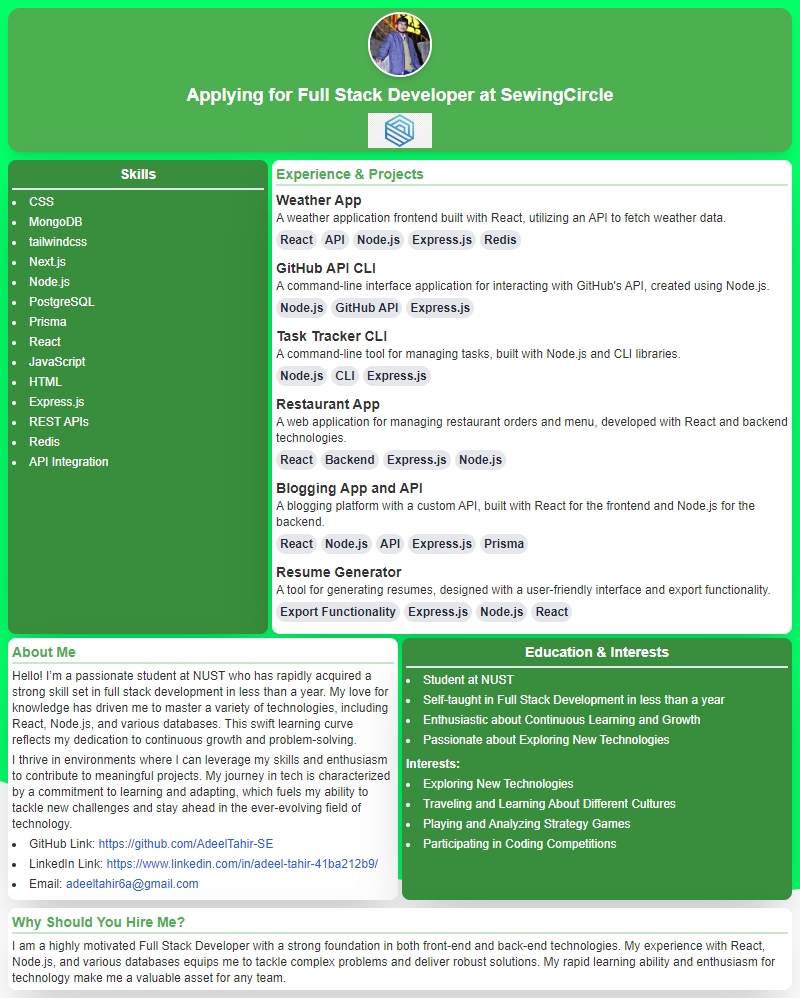 Applying for Full Stack Developer at SewingCircle
Skills
CSS
MongoDB
tailwindcss
Next.js
Node.js
PostgreSQL
Prisma
React
JavaScript
HTML
Express.js
REST APIs
Redis
API Integration
Experience & Projects
Weather App
A weather application frontend built with React, utilizing an API to fetch weather data.
React API Node.js Express.js Redis
GitHub API CLI
A command-line interface application for interacting with GitHub's API, created using Node.js.
Node.js GitHub API Express.js
Task Tracker CLI
A command-line tool for managing tasks, built with Node.js and CLI libraries.
Node.js CLI Express.js
Restaurant App
A web application for managing restaurant orders and menu, developed with React and backend
technologies.
React Backend Express.js Node.js
Blogging App and API
A blogging platform with a custom API, built with React for the frontend and Node.js for the
backend.
React Node.js API Express.js Prisma
Resume Generator
A tool for generating resumes, designed with a user-friendly interface and export functionality.
Export Functionality Express.js Node.js React
About Me
Hello! I'm a passionate student at NUST who has rapidly acquired a
strong skill set in full stack development in less than a year. My love for
knowledge has driven me to master a variety of technologies, including
React, Node.js, and various databases. This swift learning curve
reflects my dedication to continuous growth and problem-solving.
I thrive in environments where I can leverage my skills and enthusiasm
to contribute to meaningful projects. My journey in tech is characterized
by a commitment to learning and adapting, which fuels my ability to
tackle new challenges and stay ahead in the ever-evolving field of
technology.
GitHub Link: https://github.com/AdeelTahir-SE
LinkedIn Link: https://www.linkedin.com/in/adeel-tahir-41ba212b9/
Email: adeeltahir6a@gmail.com
Education & Interests
Student at NUST
Self-taught in Full Stack Development in less than a year
Enthusiastic about Continuous Learning and Growth
Passionate about Exploring New Technologies
Interests:
Exploring New Technologies
Traveling and Learning About Different Cultures
Playing and Analyzing Strategy Games
Participating in Coding Competitions
Why Should You Hire Me?
I am a highly motivated Full Stack Developer with a strong foundation in both front-end and back-end technologies. My experience with React,
Node.js, and various databases equips me to tackle complex problems and deliver robust solutions. My rapid learning ability and enthusiasm for
technology make me a valuable asset for any team.